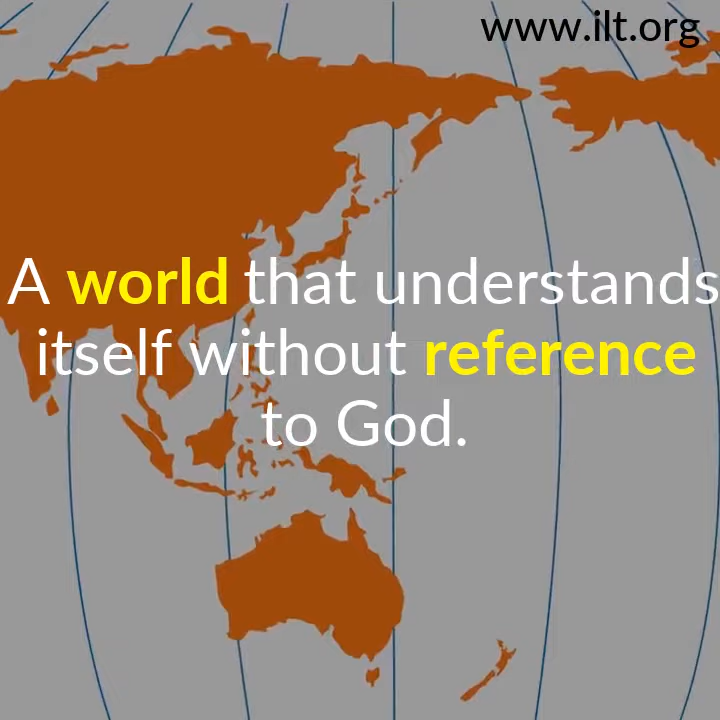 www.ilt.org
A world that understands
itself without reference
to God.